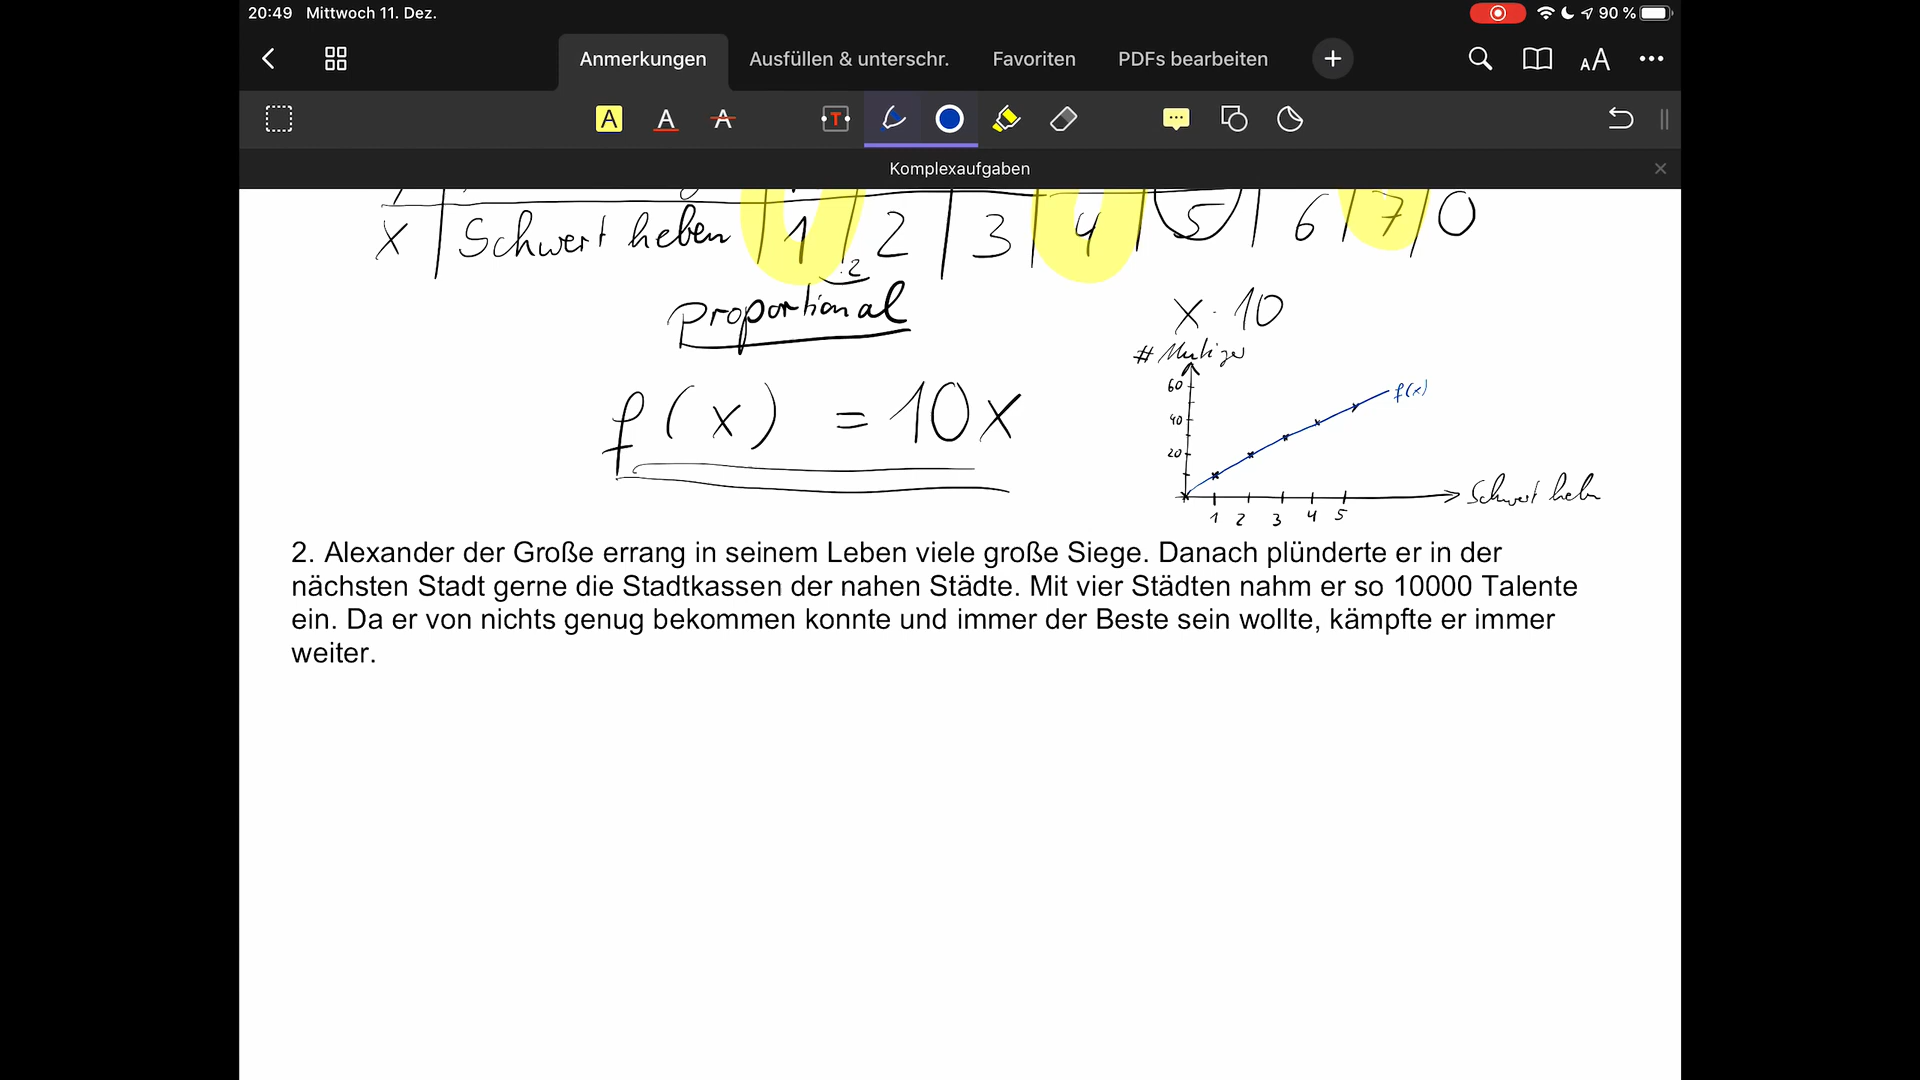 20:49 Mittwoch 11. Dez. 90 %
Anmerkungen Ausfüllen & unterschr. Favoriten PDFs bearbeiten
Komplexaufgaben
x Schwert heben 1 2 3 4 5 6 7 0
·2
proportional
x · 10
# Mutiger
f(x) = 10x
60
40
20
f(x)
Schwert heben
1 2 3 4 5
2. Alexander der Große errang in seinem Leben viele große Siege. Danach plünderte er in der
nächsten Stadt gerne die Stadtkassen der nahen Städte. Mit vier Städten nahm er so 10000 Talente
ein. Da er von nichts genug bekommen konnte und immer der Beste sein wollte, kämpfte er immer
weiter.